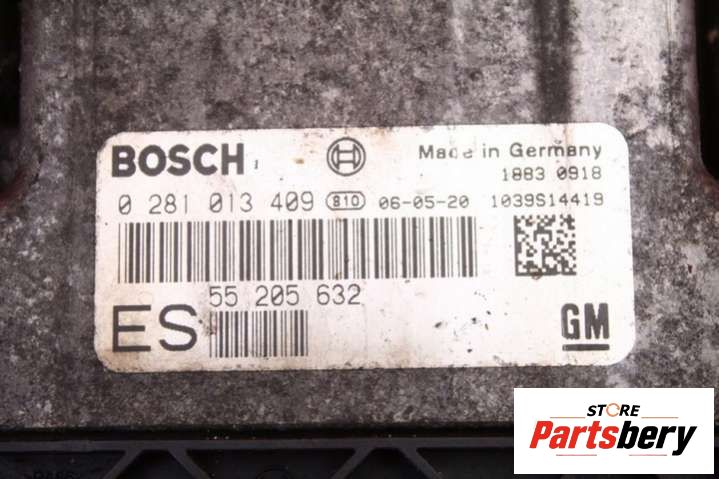 BOSCH
Made in Germany
1883 0918
0 281 013 409 810 06-05-20 1039S14419
55 205 632
ES
GM
STORE
Partsbery